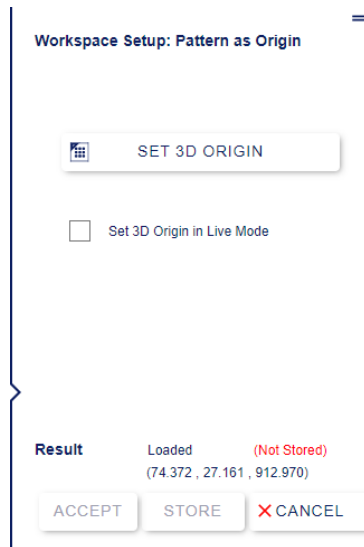 Workspace Setup: Pattern as Origin
SET 3D ORIGIN
Set 3D Origin in Live Mode
Result Loaded (Not Stored)
(74.372 , 27.161 , 912.970)
ACCEPT STORE CANCEL